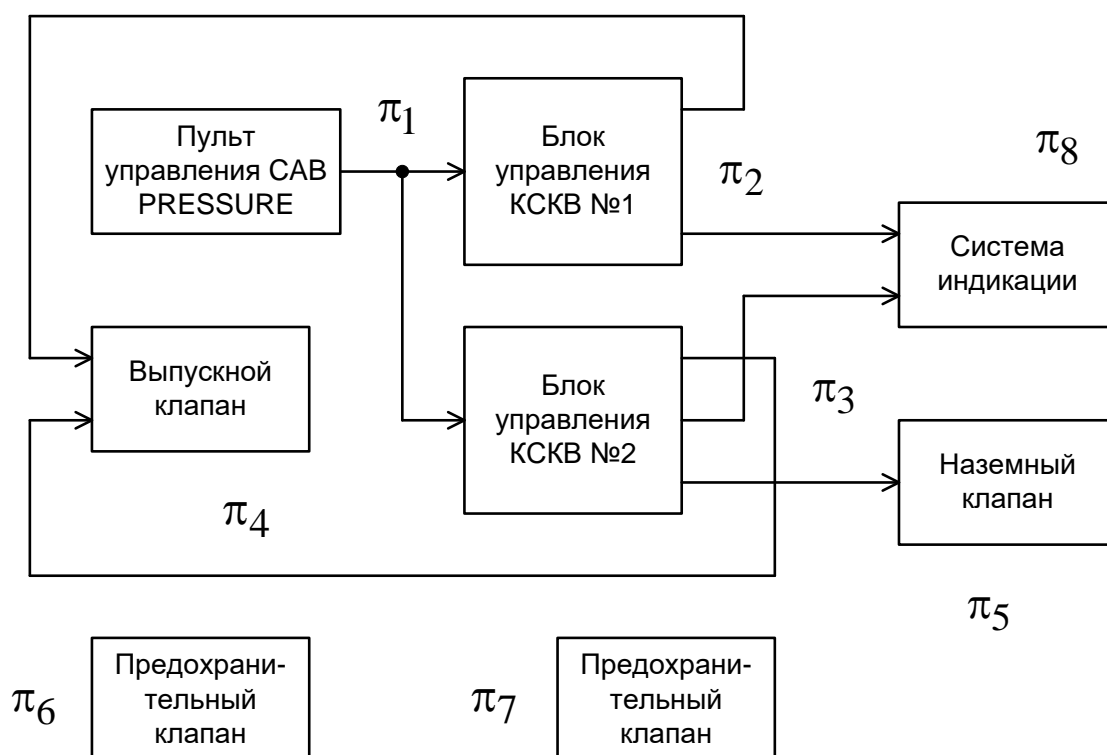 π1
Пульт
управления CAB
PRESSURE
Блок
управления
КСКВ №1
π2
π8
Система
индикации
Выпускной
клапан
Блок
управления
КСКВ №2
π3
Наземный
клапан
π4
π5
π6
Предохрани-
тельный
клапан
π7
Предохрани-
тельный
клапан